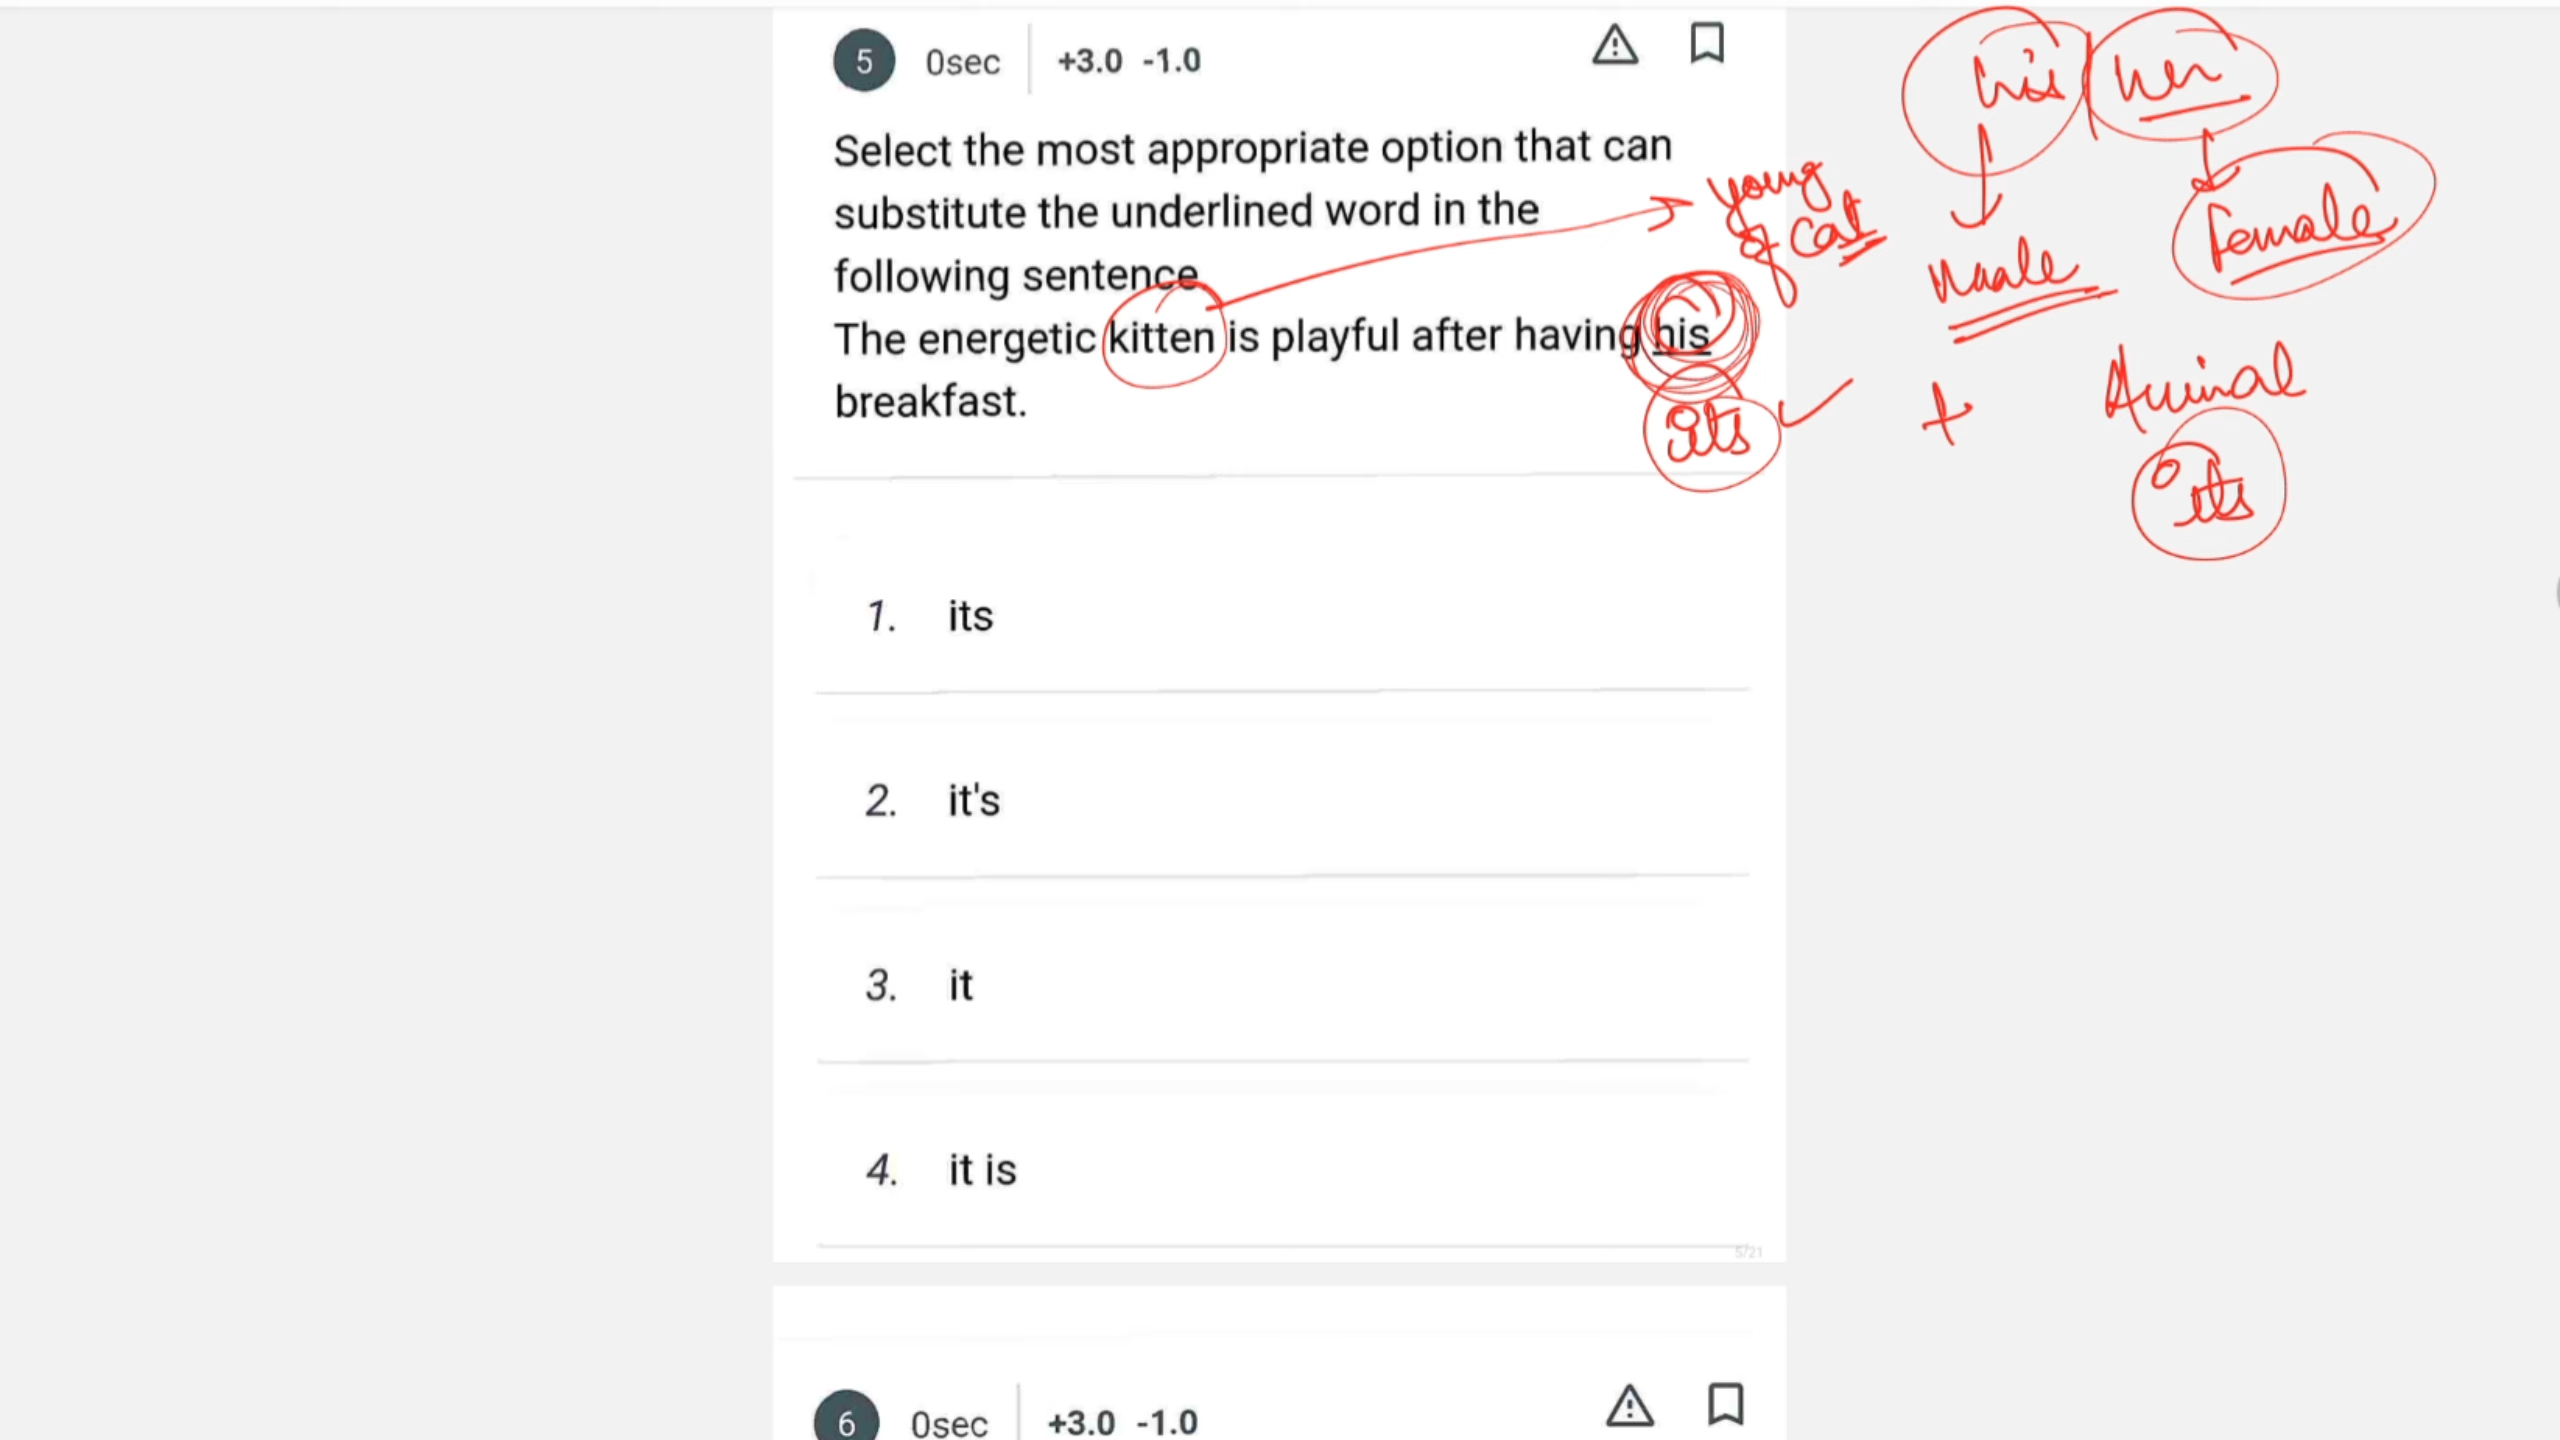 5 0sec +3.0 -1.0
Select the most appropriate option that can
substitute the underlined word in the
following sentence
The energetic kitten is playful after having his
breakfast.
1. its
2. it's
3. it
4. it is
5/21
6 0sec +3.0 -1.0
his her
young
of cat
Male
Female
its
+
Animal
its